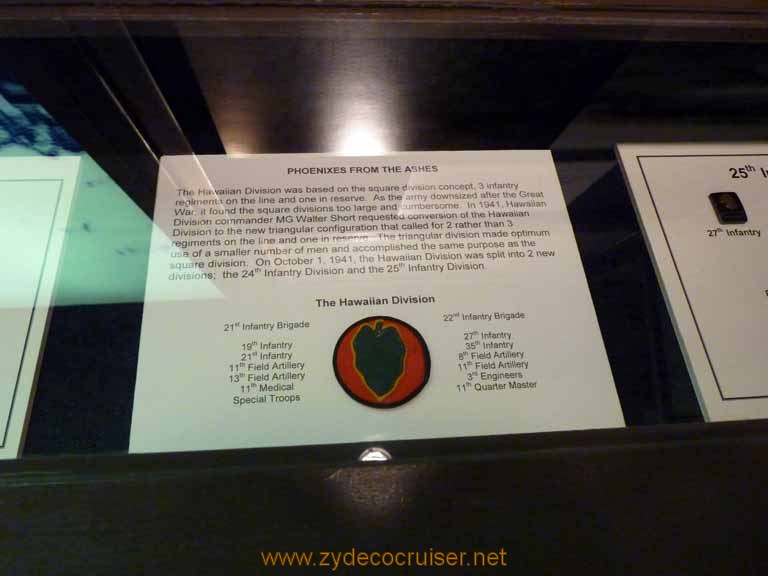 PHOENIXES FROM THE ASHES
The Hawaiian Division was based on the square division concept, 3 infantry
regiments on the line and one in reserve. As the army downsized after the Great
War, it found the square divisions too large and cumbersome. In 1941, Hawaiian
Division commander MG Walter Short requested conversion of the Hawaiian
Division to the new triangular configuration that called for 2 rather than 3
regiments on the line and one in reserve. The triangular division made optimum
use of a smaller number of men and accomplished the same purpose as the
square division. On October 1, 1941, the Hawaiian Division was split into 2 new
divisions; the 24th Infantry Division and the 25th Infantry Division.
The Hawaiian Division
21st Infantry Brigade
19th Infantry
21st Infantry
11th Field Artillery
13th Field Artillery
11th Medical
Special Troops
22nd Infantry Brigade
27th Infantry
35th Infantry
8th Field Artillery
11th Field Artillery
3rd Engineers
11th Quarter Master
25th
27th Infantry
www.zydecocruiser.net